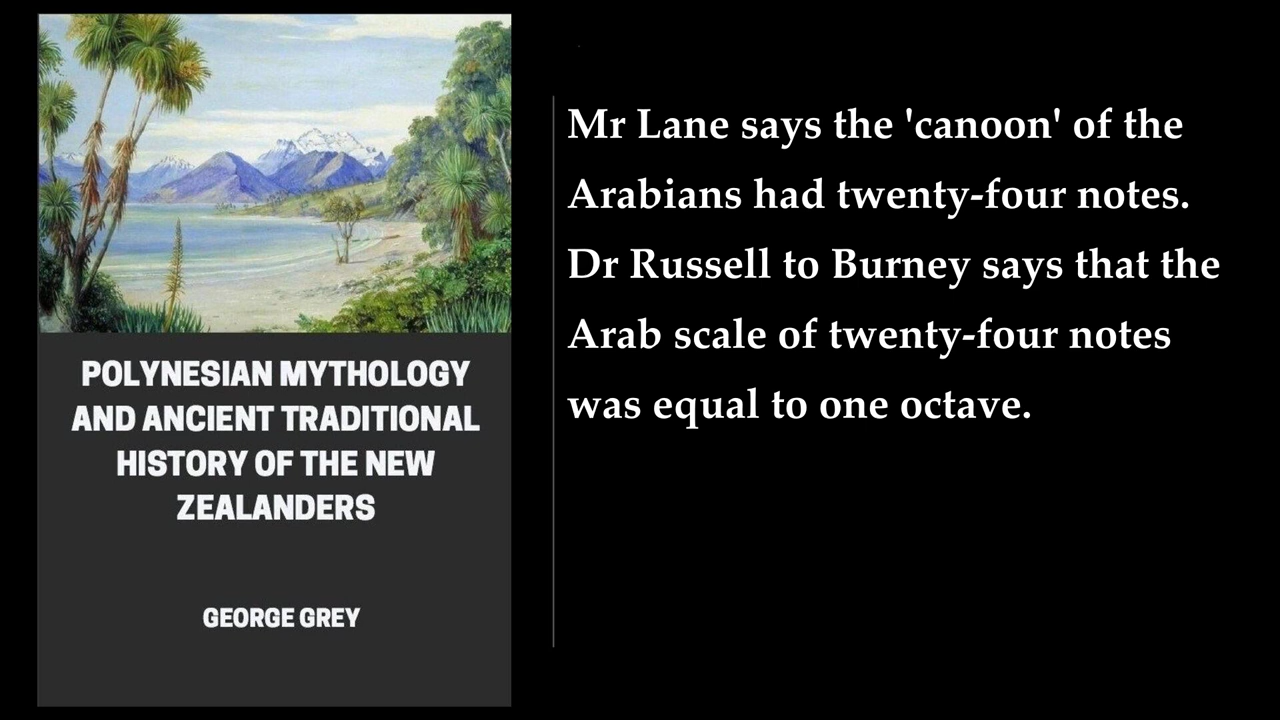 POLYNESIAN MYTHOLOGY
AND ANCIENT TRADITIONAL
HISTORY OF THE NEW
ZEALANDERS
GEORGE GREY
Mr Lane says the 'canoon' of the
Arabians had twenty-four notes.
Dr Russell to Burney says that the
Arab scale of twenty-four notes
was equal to one octave.